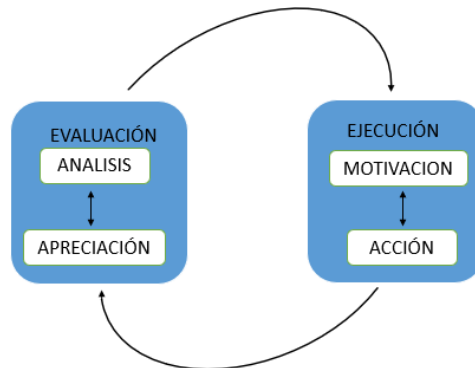 EVALUACIÓN
ANALISIS
APRECIACIÓN
EJECUCIÓN
MOTIVACION
ACCIÓN